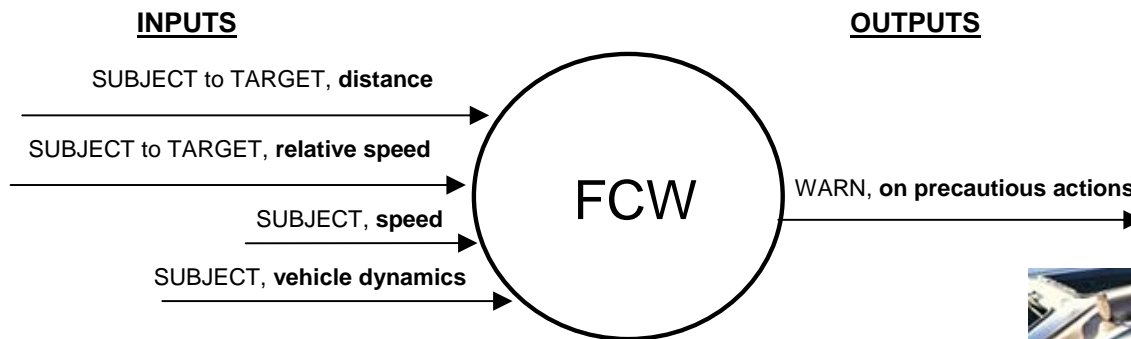 INPUTS
OUTPUTS
SUBJECT to TARGET, distance
SUBJECT to TARGET, relative speed
SUBJECT, speed
SUBJECT, vehicle dynamics
FCW
WARN, on precautious actions